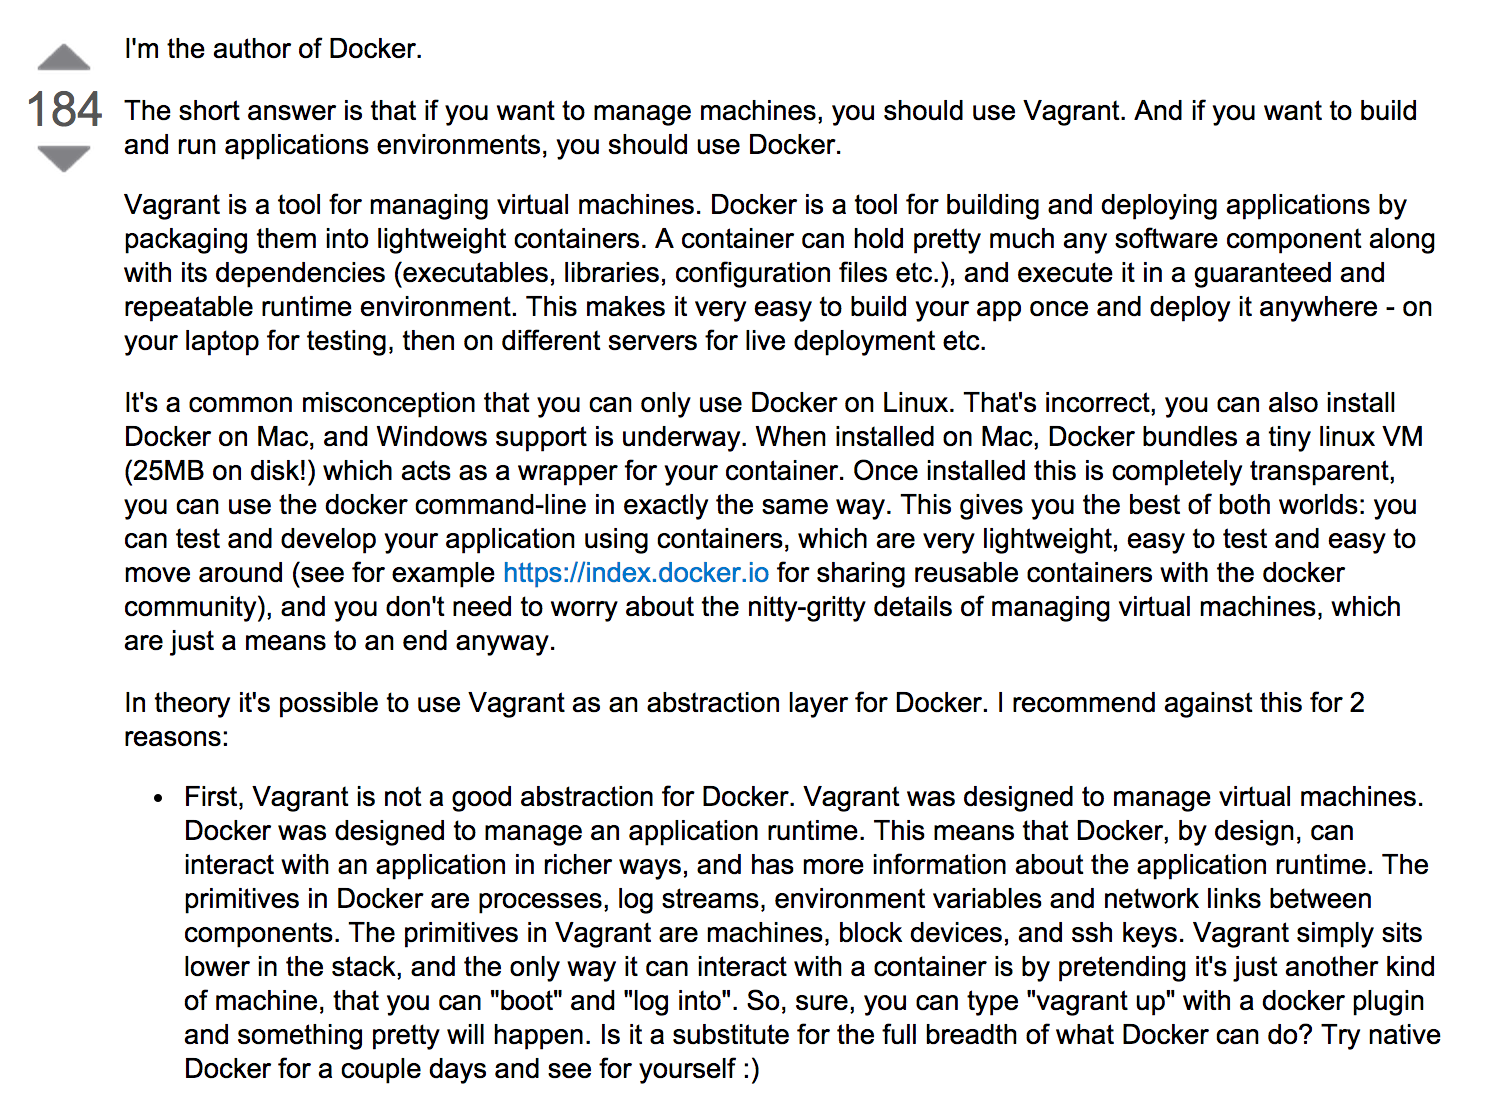 I'm the author of Docker.
184
The short answer is that if you want to manage machines, you should use Vagrant. And if you want to build
and run applications environments, you should use Docker.
Vagrant is a tool for managing virtual machines. Docker is a tool for building and deploying applications by
packaging them into lightweight containers. A container can hold pretty much any software component along
with its dependencies (executables, libraries, configuration files etc.), and execute it in a guaranteed and
repeatable runtime environment. This makes it very easy to build your app once and deploy it anywhere - on
your laptop for testing, then on different servers for live deployment etc.
It's a common misconception that you can only use Docker on Linux. That's incorrect, you can also install
Docker on Mac, and Windows support is underway. When installed on Mac, Docker bundles a tiny linux VM
(25MB on disk!) which acts as a wrapper for your container. Once installed this is completely transparent,
you can use the docker command-line in exactly the same way. This gives you the best of both worlds: you
can test and develop your application using containers, which are very lightweight, easy to test and easy to
move around (see for example https://index.docker.io for sharing reusable containers with the docker
community), and you don't need to worry about the nitty-gritty details of managing virtual machines, which
are just a means to an end anyway.
In theory it's possible to use Vagrant as an abstraction layer for Docker. I recommend against this for 2
reasons:
• First, Vagrant is not a good abstraction for Docker. Vagrant was designed to manage virtual machines.
Docker was designed to manage an application runtime. This means that Docker, by design, can
interact with an application in richer ways, and has more information about the application runtime. The
primitives in Docker are processes, log streams, environment variables and network links between
components. The primitives in Vagrant are machines, block devices, and ssh keys. Vagrant simply sits
lower in the stack, and the only way it can interact with a container is by pretending it's just another kind
of machine, that you can "boot" and "log into". So, sure, you can type "vagrant up" with a docker plugin
and something pretty will happen. Is it a substitute for the full breadth of what Docker can do? Try native
Docker for a couple days and see for yourself :)